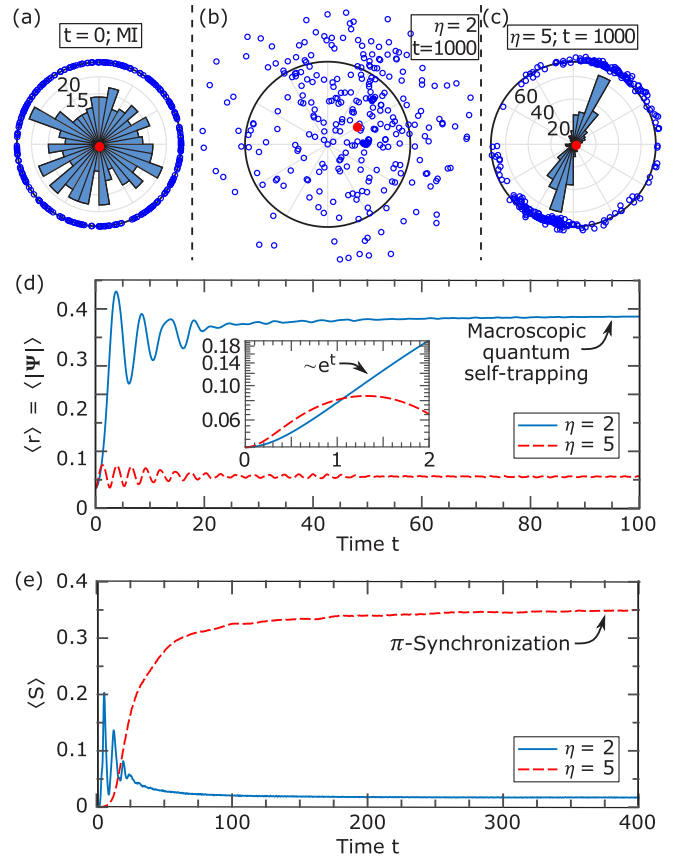 (a)
t = 0; MI
20
15
(b)
η = 2
t=1000
(c)
η = 5; t = 1000
60
40
20
(d)
0.4
0.3
0.2
0.1
0
⟨r⟩ = ⟨|Ψ|⟩
0.18
0.10
0.06
~e^t
0
1
2
Macroscopic
quantum
self-trapping
η = 2
η = 5
0
20
40
60
80
100
Time t
(e)
0.4
0.3
0.2
0.1
0
⟨S⟩
π-Synchronization
η = 2
η = 5
0
100
200
300
400
Time t